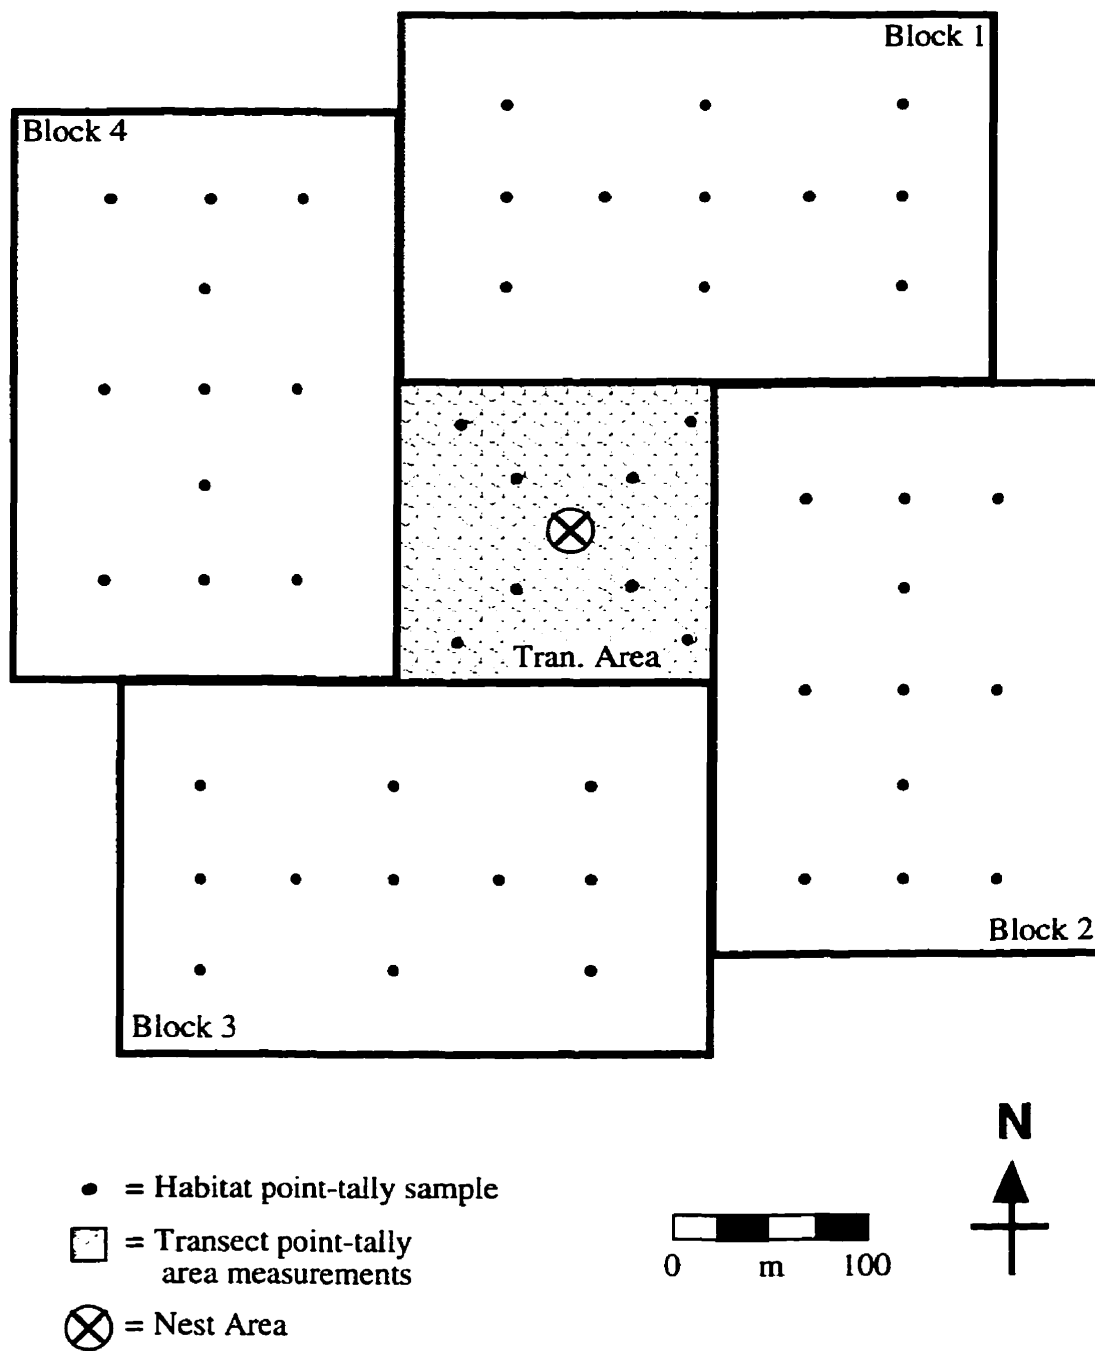 Block 1
Block 4
Tran. Area
Block 2
Block 3
N
= Habitat point-tally sample
= Transect point-tally
area measurements
0 m 100
= Nest Area